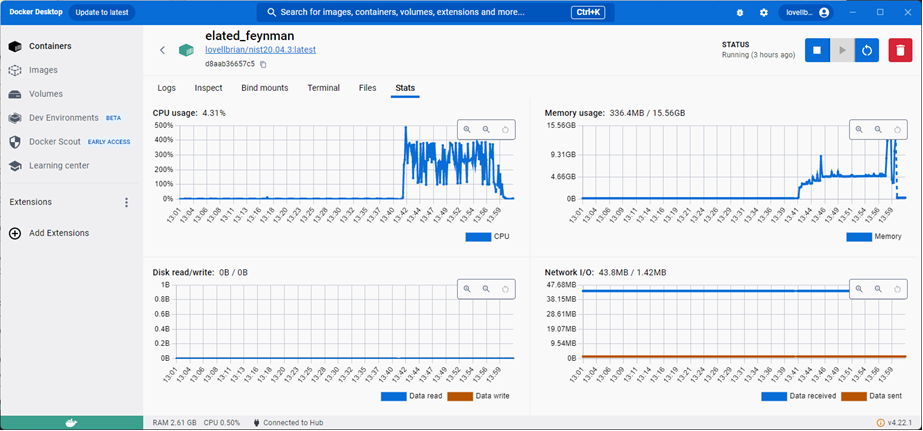 Docker Desktop Update to latest Search for images, containers, volumes, extensions and more... Ctrl+K lovellbri...
Containers
Images
Volumes
Dev Environments BETA
Docker Scout EARLY ACCESS
Learning center
Extensions
Add Extensions
elated_feynman
lovellbrian/nist20.04.3:latest
d8aab36657c5
STATUS
Running (3 hours ago)
Logs Inspect Bind mounts Terminal Files Stats
CPU usage: 4.31%
500%
400%
300%
200%
100%
0%
13:01 13:04 13:06 13:08 13:11 13:13 13:16 13:18 13:20 13:23 13:25 13:28 13:30 13:32 13:35 13:37 13:40 13:42 13:44 13:47 13:49 13:52 13:54 13:56 13:59
CPU
Memory usage: 336.4MB / 15.56GB
15.56GB
9.31GB
4.66GB
0B
13:01 13:04 13:06 13:09 13:11 13:14 13:16 13:19 13:21 13:24 13:26 13:29 13:31 13:34 13:36 13:39 13:41 13:44 13:46 13:49 13:51 13:54 13:56 13:59
Memory
Disk read/write: 0B / 0B
1B
0.8B
0.6B
0.4B
0.2B
0B
13:01 13:04 13:06 13:08 13:11 13:13 13:16 13:18 13:20 13:23 13:25 13:28 13:30 13:32 13:35 13:37 13:40 13:42 13:44 13:47 13:49 13:52 13:54 13:56 13:59
Data read Data write
Network I/O: 43.8MB / 1.42MB
47.68MB
38.15MB
28.61MB
19.07MB
9.54MB
0B
13:01 13:04 13:06 13:09 13:11 13:14 13:16 13:19 13:21 13:24 13:26 13:29 13:31 13:34 13:36 13:39 13:41 13:44 13:46 13:49 13:51 13:54 13:56 13:59
Data received Data sent
RAM 2.61 GB CPU 0.50% Connected to Hub v4.22.1